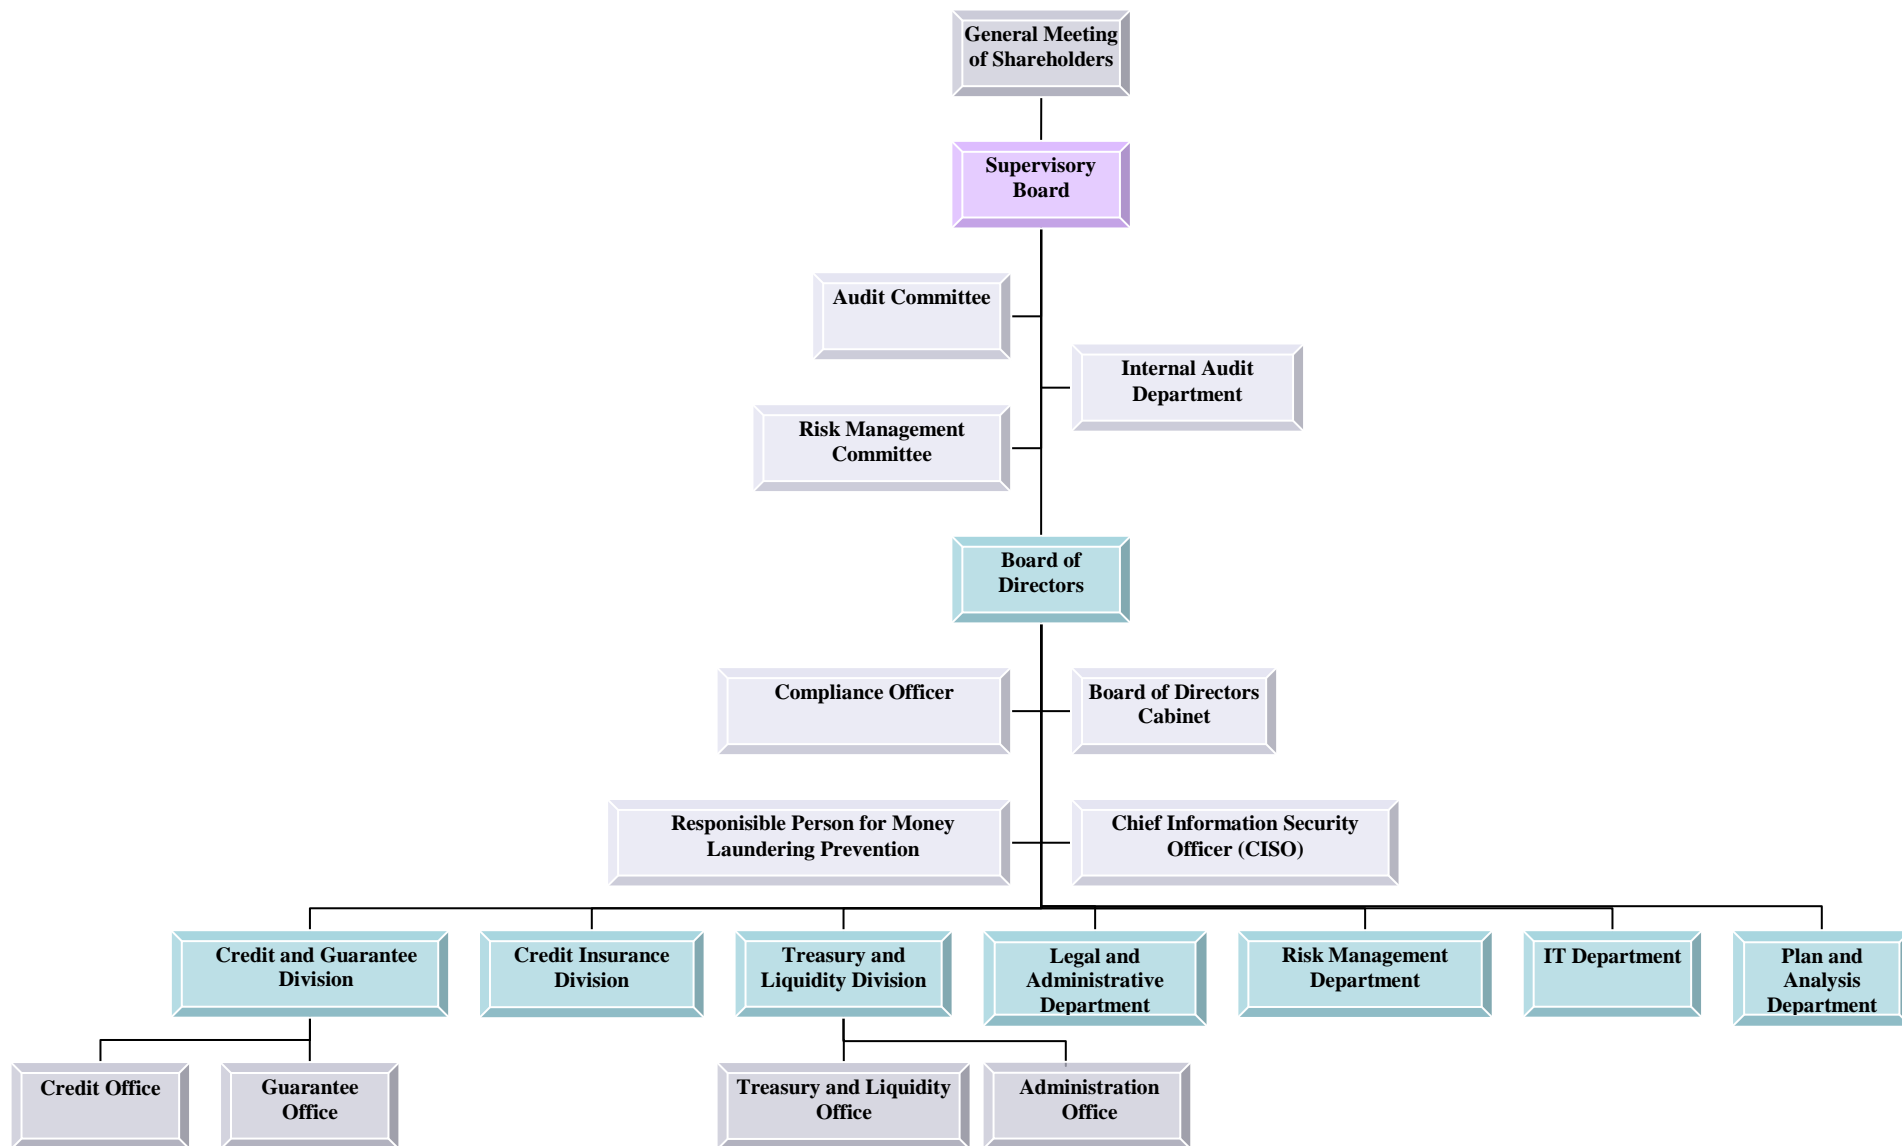 General Meeting
of Shareholders
Supervisory
Board
Audit Committee
Internal Audit
Department
Risk Management
Committee
Board of
Directors
Compliance Officer
Board of Directors
Cabinet
Responisible Person for Money
Laundering Prevention
Chief Information Security
Officer (CISO)
Credit and Guarantee
Division
Credit Insurance
Division
Treasury and
Liquidity Division
Legal and
Administrative
Department
Risk Management
Department
IT Department
Plan and
Analysis
Department
Credit Office
Guarantee
Office
Treasury and Liquidity
Office
Administration
Office